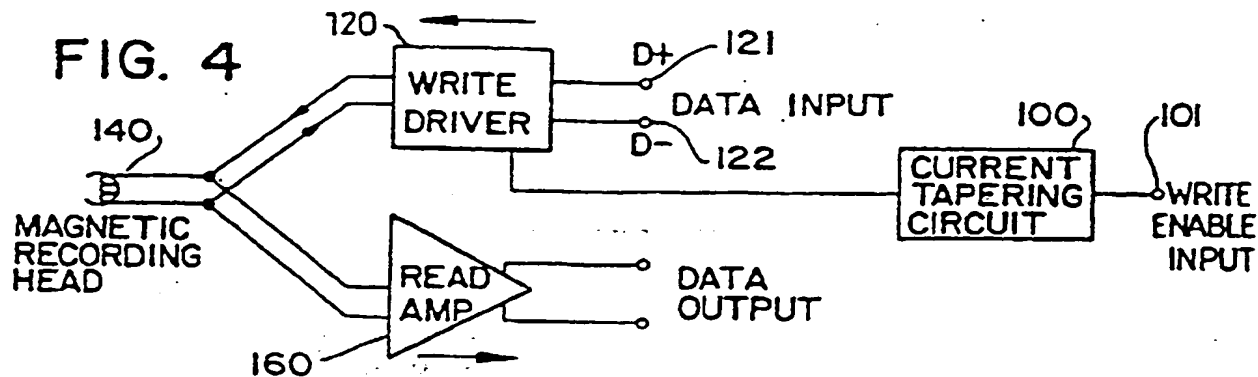 FIG. 4
120
WRITE
DRIVER
D+
121
DATA INPUT
D-
122
100
101
CURRENT
TAPERING
CIRCUIT
WRITE
ENABLE
INPUT
140
MAGNETIC
RECORDING
HEAD
READ
AMP
160
DATA
OUTPUT